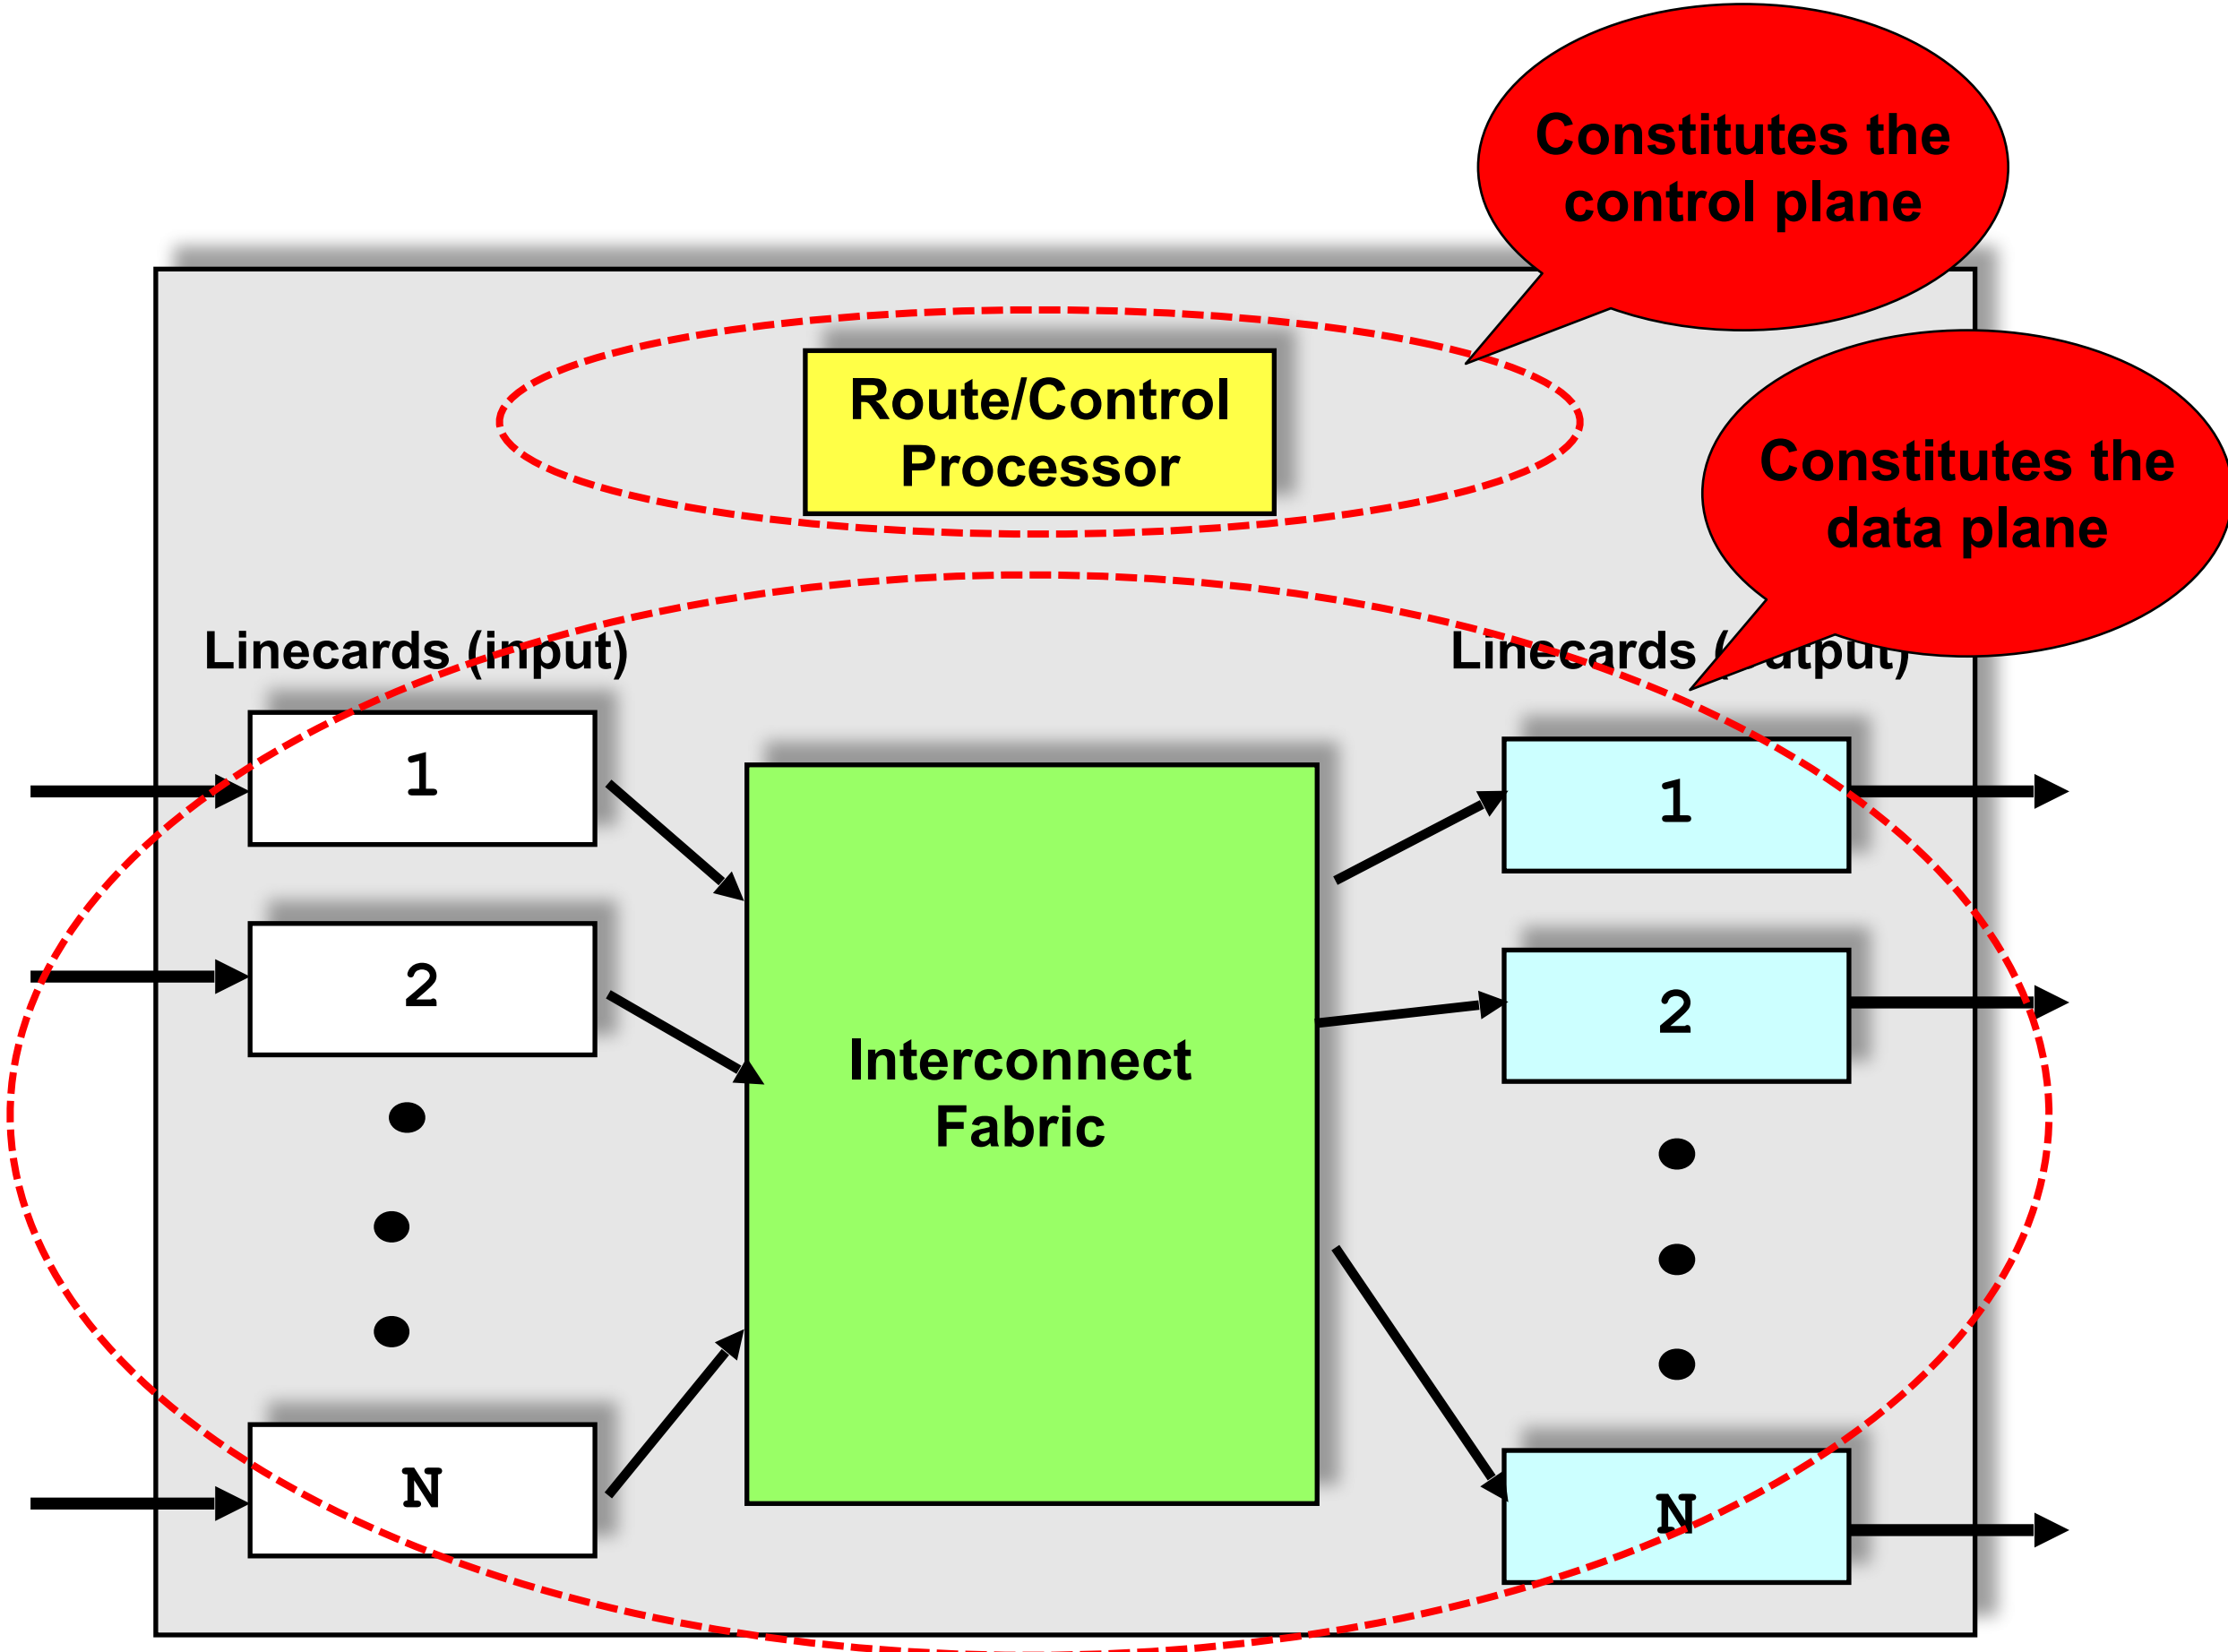 Constitutes the
control plane
Route/Control
Processor
Constitutes the
data plane
Linecards (input)
Linecards
1
2
N
Interconnect
Fabric
1
2
N